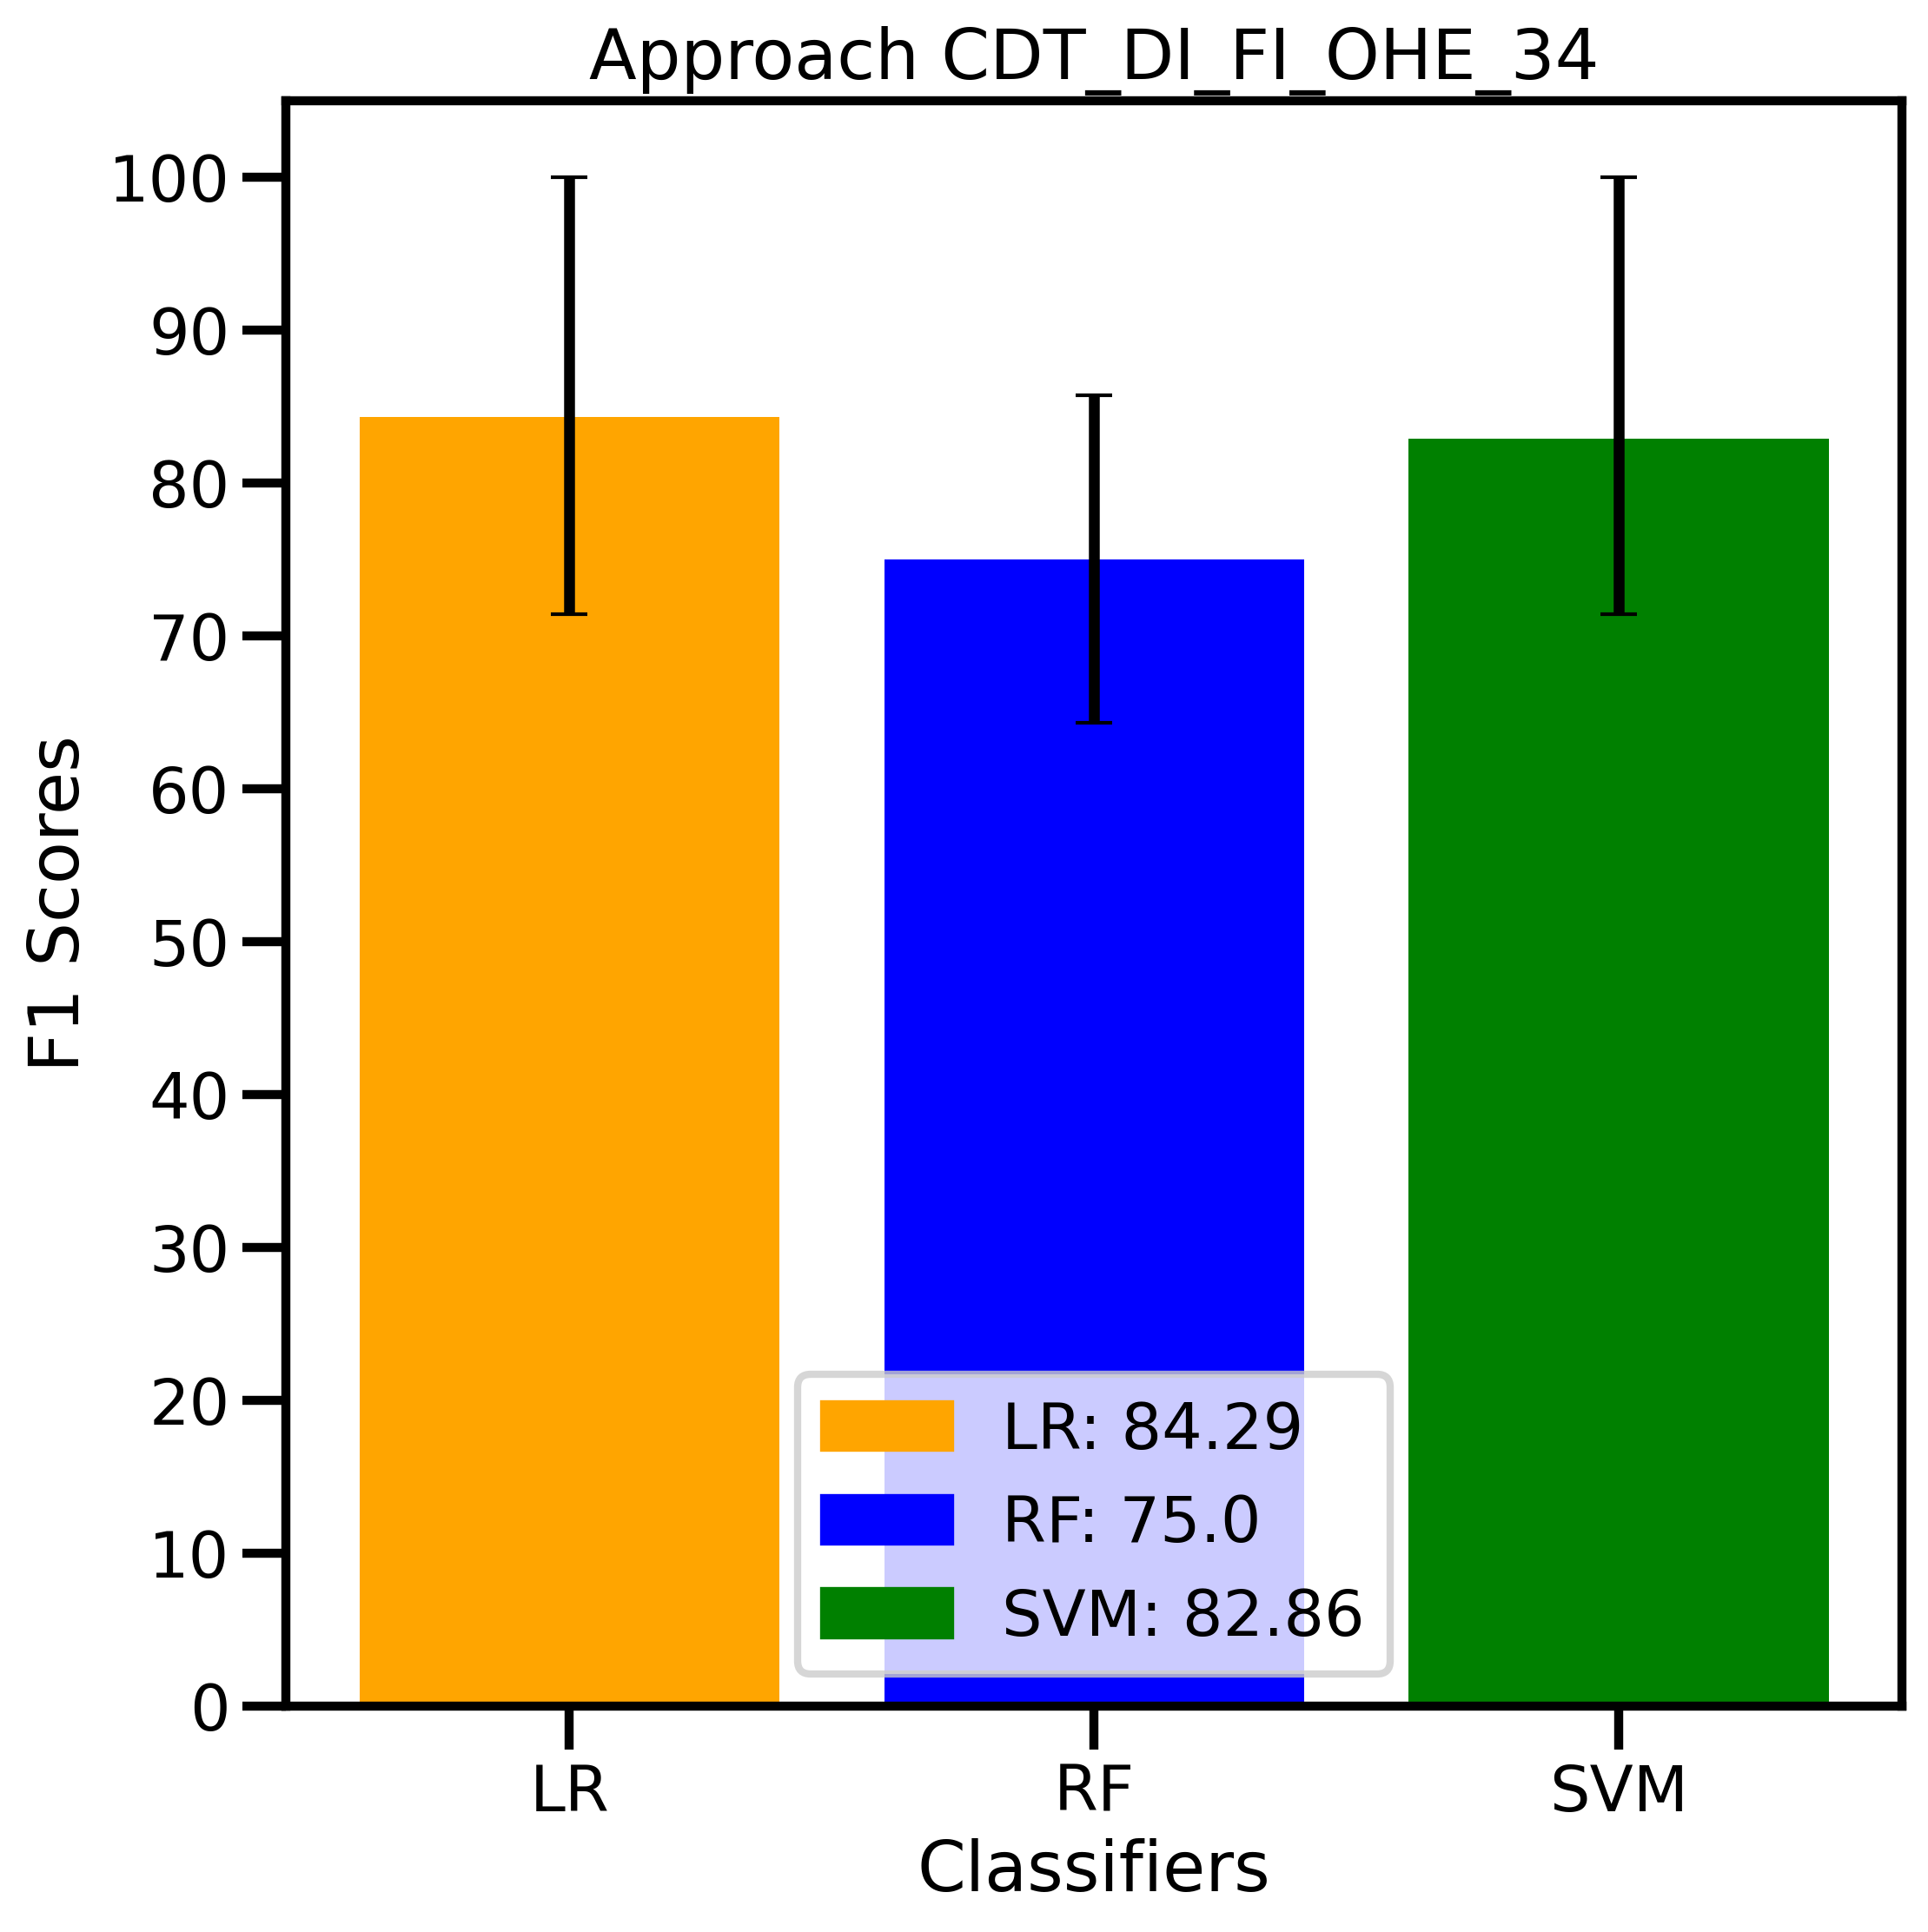 Approach CDT_DI_FI_OHE_34
F1 Scores
100
90
80
70
60
50
40
30
20
10
0
LR: 84.29
RF: 75.0
SVM: 82.86
LR RF SVM
Classifiers